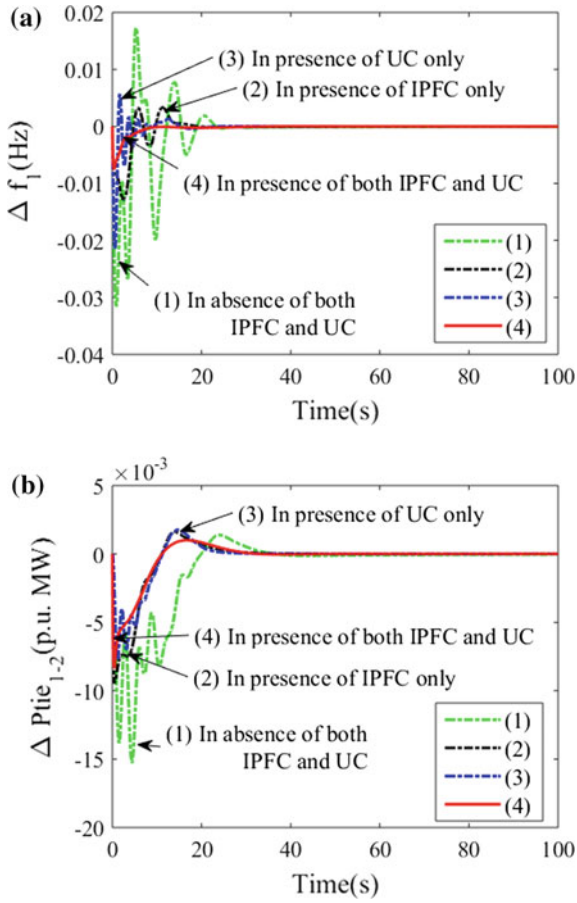 (a)
0.02
(3) In presence of UC only
0.01
(2) In presence of IPFC only
0
-0.01
(4) In presence of both IPFC and UC
-0.02
(1) In absence of both
IPFC and UC
-0.03
-0.04
Δ f1(Hz)
(1)
(2)
(3)
(4)
0 20 40 60 80 100
Time(s)
(b)
×10-3
5
(3) In presence of UC only
0
-5
(4) In presence of both IPFC and UC
(2) In presence of IPFC only
-10
(1) In absence of both
IPFC and UC
-15
-20
Δ Ptie1-2(p.u. MW)
(1)
(2)
(3)
(4)
0 20 40 60 80 100
Time(s)